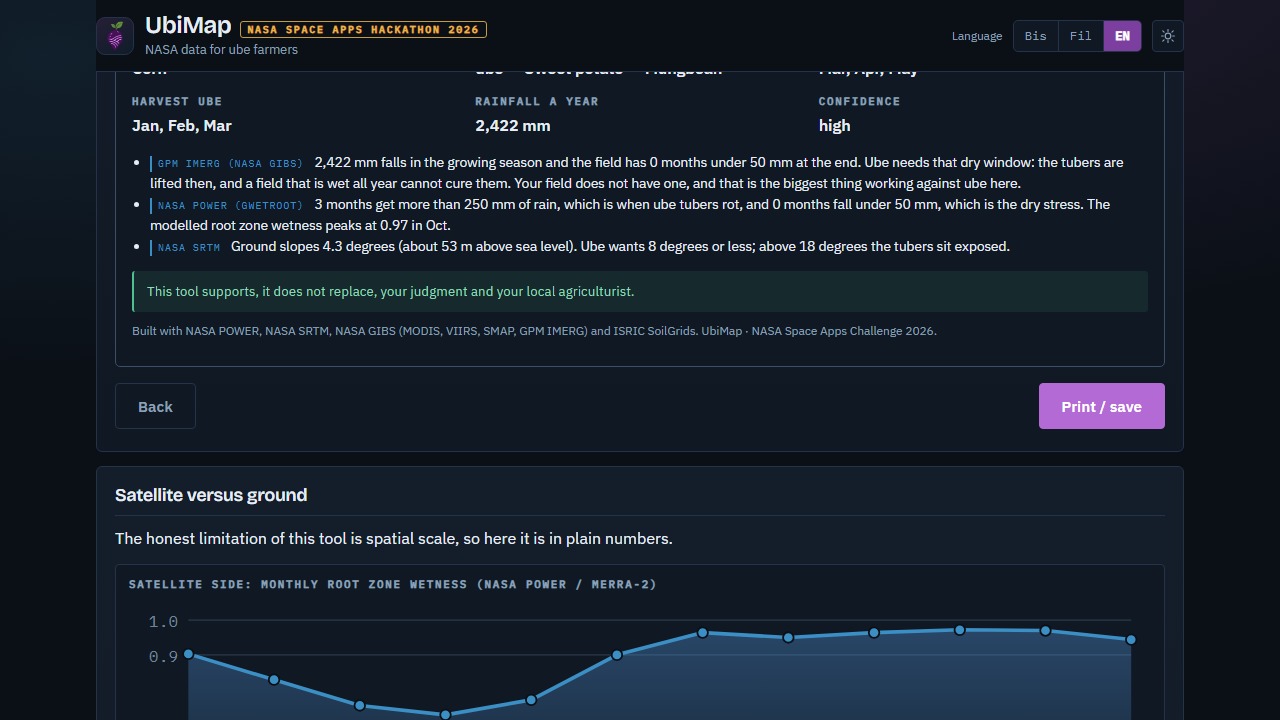 UbiMap NASA SPACE APPS HACKATHON 2026
NASA data for ube farmers
Language Bis Fil EN
HARVEST UBE RAINFALL A YEAR CONFIDENCE
Jan, Feb, Mar 2,422 mm high
GPM IMERG (NASA GIBS) 2,422 mm falls in the growing season and the field has 0 months under 50 mm at the end. Ube needs that dry window: the tubers are
lifted then, and a field that is wet all year cannot cure them. Your field does not have one, and that is the biggest thing working against ube here.
NASA POWER (GWETROOT) 3 months get more than 250 mm of rain, which is when ube tubers rot, and 0 months fall under 50 mm, which is the dry stress. The
modelled root zone wetness peaks at 0.97 in Oct.
NASA SRTM Ground slopes 4.3 degrees (about 53 m above sea level). Ube wants 8 degrees or less; above 18 degrees the tubers sit exposed.
This tool supports, it does not replace, your judgment and your local agriculturist.
Built with NASA POWER, NASA SRTM, NASA GIBS (MODIS, VIIRS, SMAP, GPM IMERG) and ISRIC SoilGrids. UbiMap · NASA Space Apps Challenge 2026.
Back Print / save
Satellite versus ground
The honest limitation of this tool is spatial scale, so here it is in plain numbers.
SATELLITE SIDE: MONTHLY ROOT ZONE WETNESS (NASA POWER / MERRA-2)
1.0
0.9